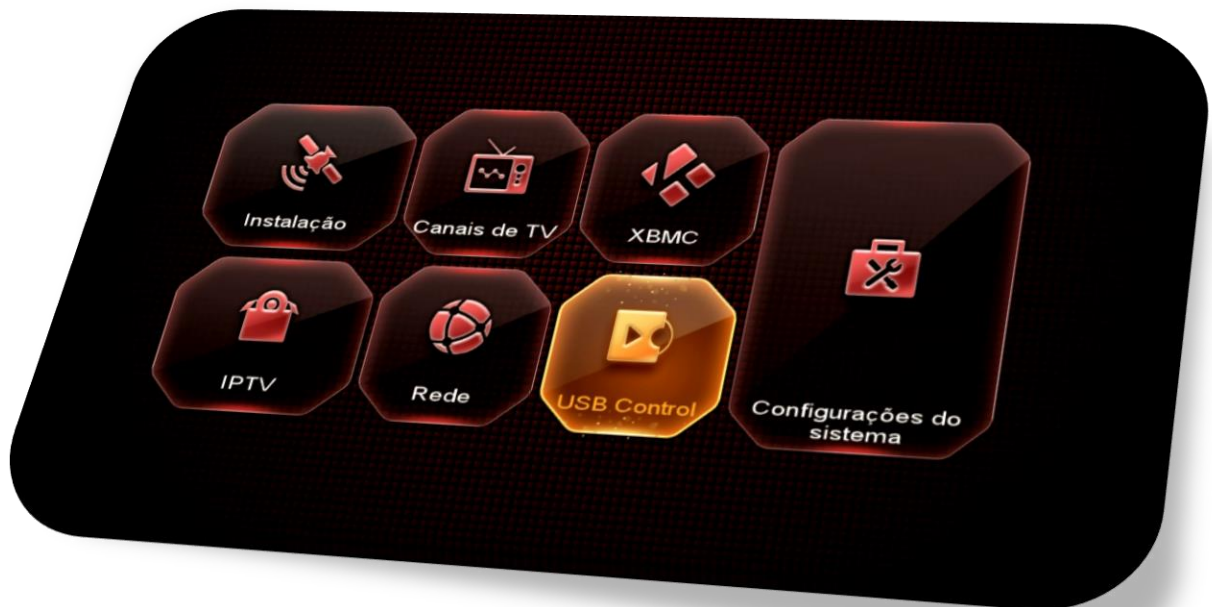 Instalação
Canais de TV
XBMC
IPTV
Rede
USB Control
Configurações do
sistema